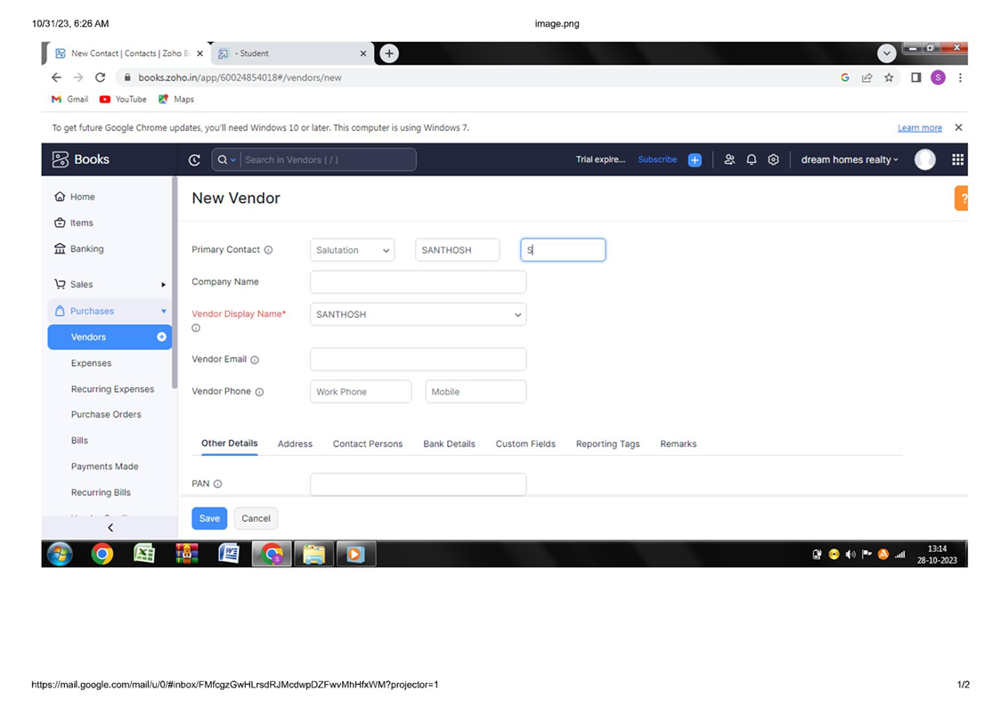 10/31/23, 6:26 AM image.png
New Contact | Contacts | Zoho B - Student
books.zoho.in/app/60024854018#/vendors/new
Gmail YouTube Maps
To get future Google Chrome updates, you'll need Windows 10 or later. This computer is using Windows 7. Learn more
Books Search in Vendors ( / ) Trial expire... Subscribe dream homes realty
Home
Items
Banking
Sales
Purchases
Vendors
Expenses
Recurring Expenses
Purchase Orders
Bills
Payments Made
Recurring Bills
New Vendor
?
Primary Contact Salutation SANTHOSH S
Company Name
Vendor Display Name* SANTHOSH
Vendor Email
Vendor Phone Work Phone Mobile
Other Details Address Contact Persons Bank Details Custom Fields Reporting Tags Remarks
PAN
Save Cancel
13:14
28-10-2023
https://mail.google.com/mail/u/0/#inbox/FMfcgzGwHLrsdRJMcdwpDZFwvMhHfxWM?projector=1 1/2